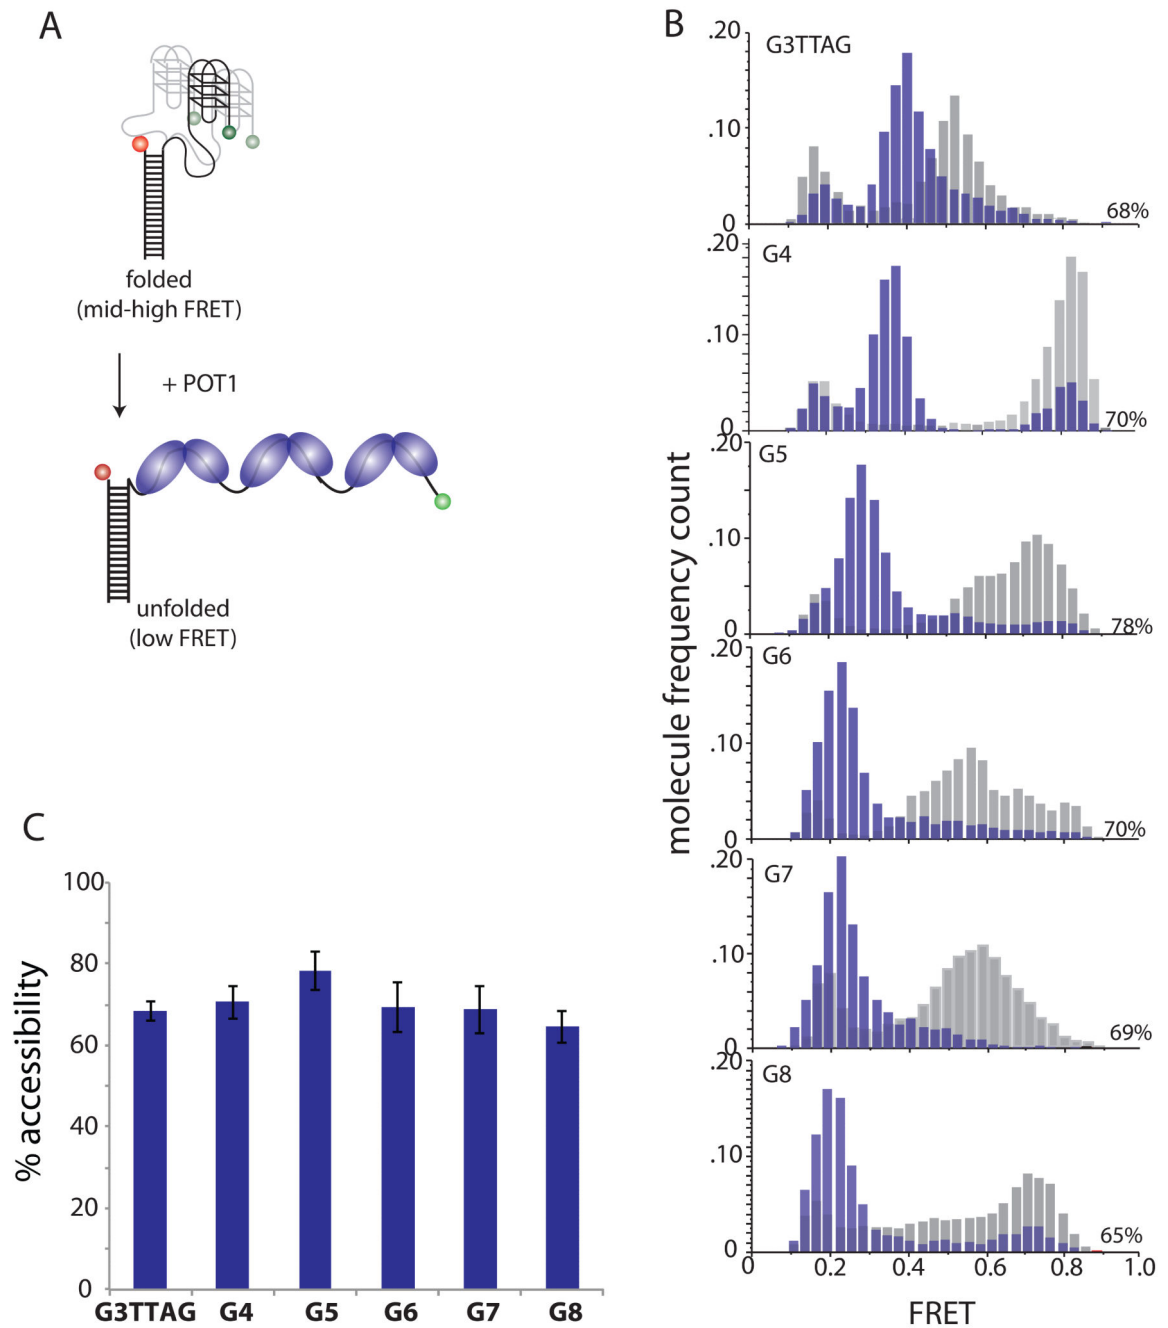 A
folded
(mid-high FRET)
+ POT1
unfolded
(low FRET)
B
molecule frequency count
.20
G3TTAG
.10
0
68%
.20
G4
.10
0
70%
.20
G5
.10
0
78%
.20
G6
.10
0
70%
.20
G7
.10
0
69%
.20
G8
.10
0
65%
0
0.2
0.4
0.6
0.8
1.0
FRET
C
% accessibility
100
80
60
40
20
0
G3TTAG
G4
G5
G6
G7
G8